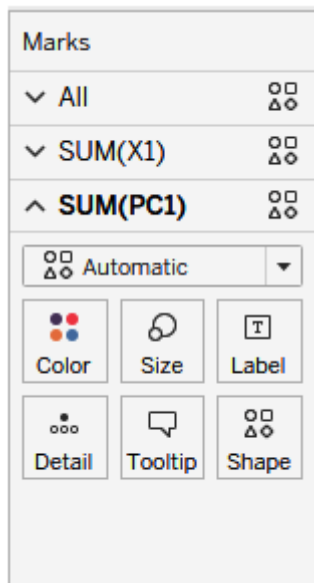 Marks
All
SUM(X1)
SUM(PC1)
Automatic
Color Size Label
Detail Tooltip Shape